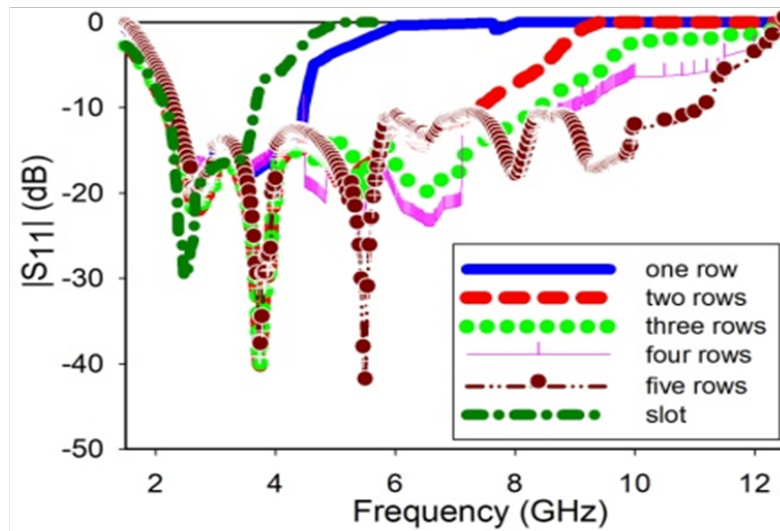 0
-10
-20
-30
-40
-50
|S11| (dB)
one row
two rows
three rows
four rows
five rows
slot
2 4 6 8 10 12
Frequency (GHz)